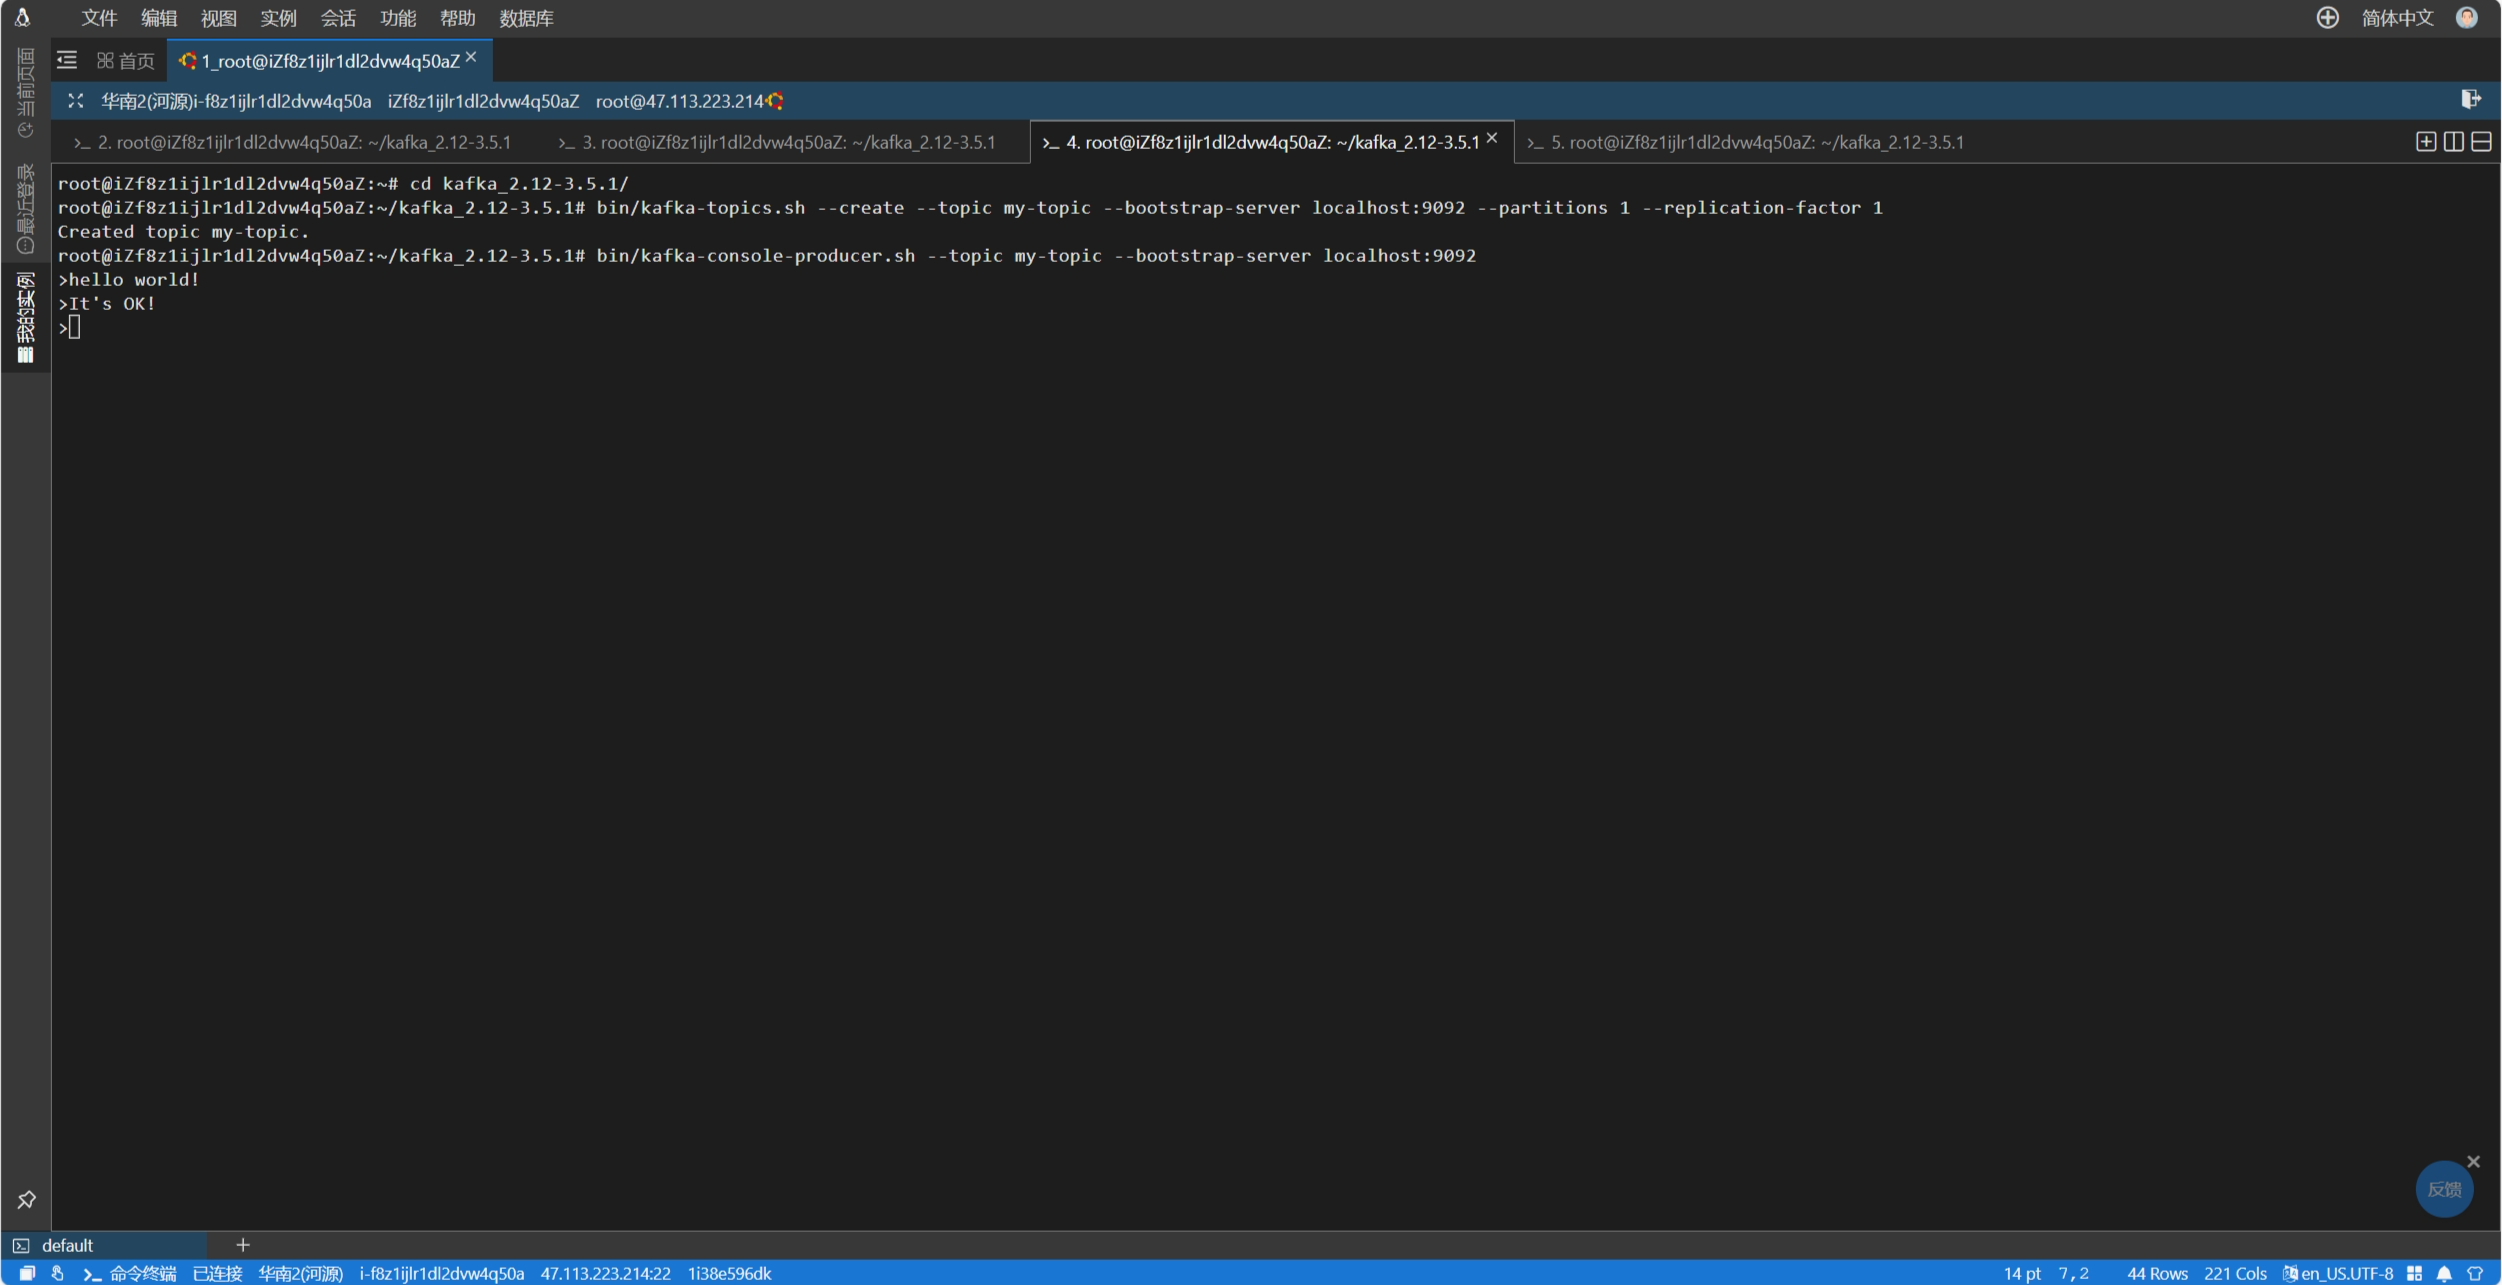 文件 编辑 视图 实例 会话 功能 帮助 数据库 简体中文
首页 1_root@iZf8z1ijlr1dl2dvw4q50aZ
华南2(河源)i-f8z1ijlr1dl2dvw4q50a iZf8z1ijlr1dl2dvw4q50aZ root@47.113.223.214
>_ 2. root@iZf8z1ijlr1dl2dvw4q50aZ: ~/kafka_2.12-3.5.1 >_ 3. root@iZf8z1ijlr1dl2dvw4q50aZ: ~/kafka_2.12-3.5.1 >_ 4. root@iZf8z1ijlr1dl2dvw4q50aZ: ~/kafka_2.12-3.5.1 >_ 5. root@iZf8z1ijlr1dl2dvw4q50aZ: ~/kafka_2.12-3.5.1
当前页面
最近登录
我的实例
root@iZf8z1ijlr1dl2dvw4q50aZ:~# cd kafka_2.12-3.5.1/
root@iZf8z1ijlr1dl2dvw4q50aZ:~/kafka_2.12-3.5.1# bin/kafka-topics.sh --create --topic my-topic --bootstrap-server localhost:9092 --partitions 1 --replication-factor 1
Created topic my-topic.
root@iZf8z1ijlr1dl2dvw4q50aZ:~/kafka_2.12-3.5.1# bin/kafka-console-producer.sh --topic my-topic --bootstrap-server localhost:9092
>hello world!
>It's OK!
>
反馈
default +
>_ 命令终端 已连接 华南2(河源) i-f8z1ijlr1dl2dvw4q50a 47.113.223.214:22 1i38e596dk 14 pt 7,2 44 Rows 221 Cols en_US.UTF-8